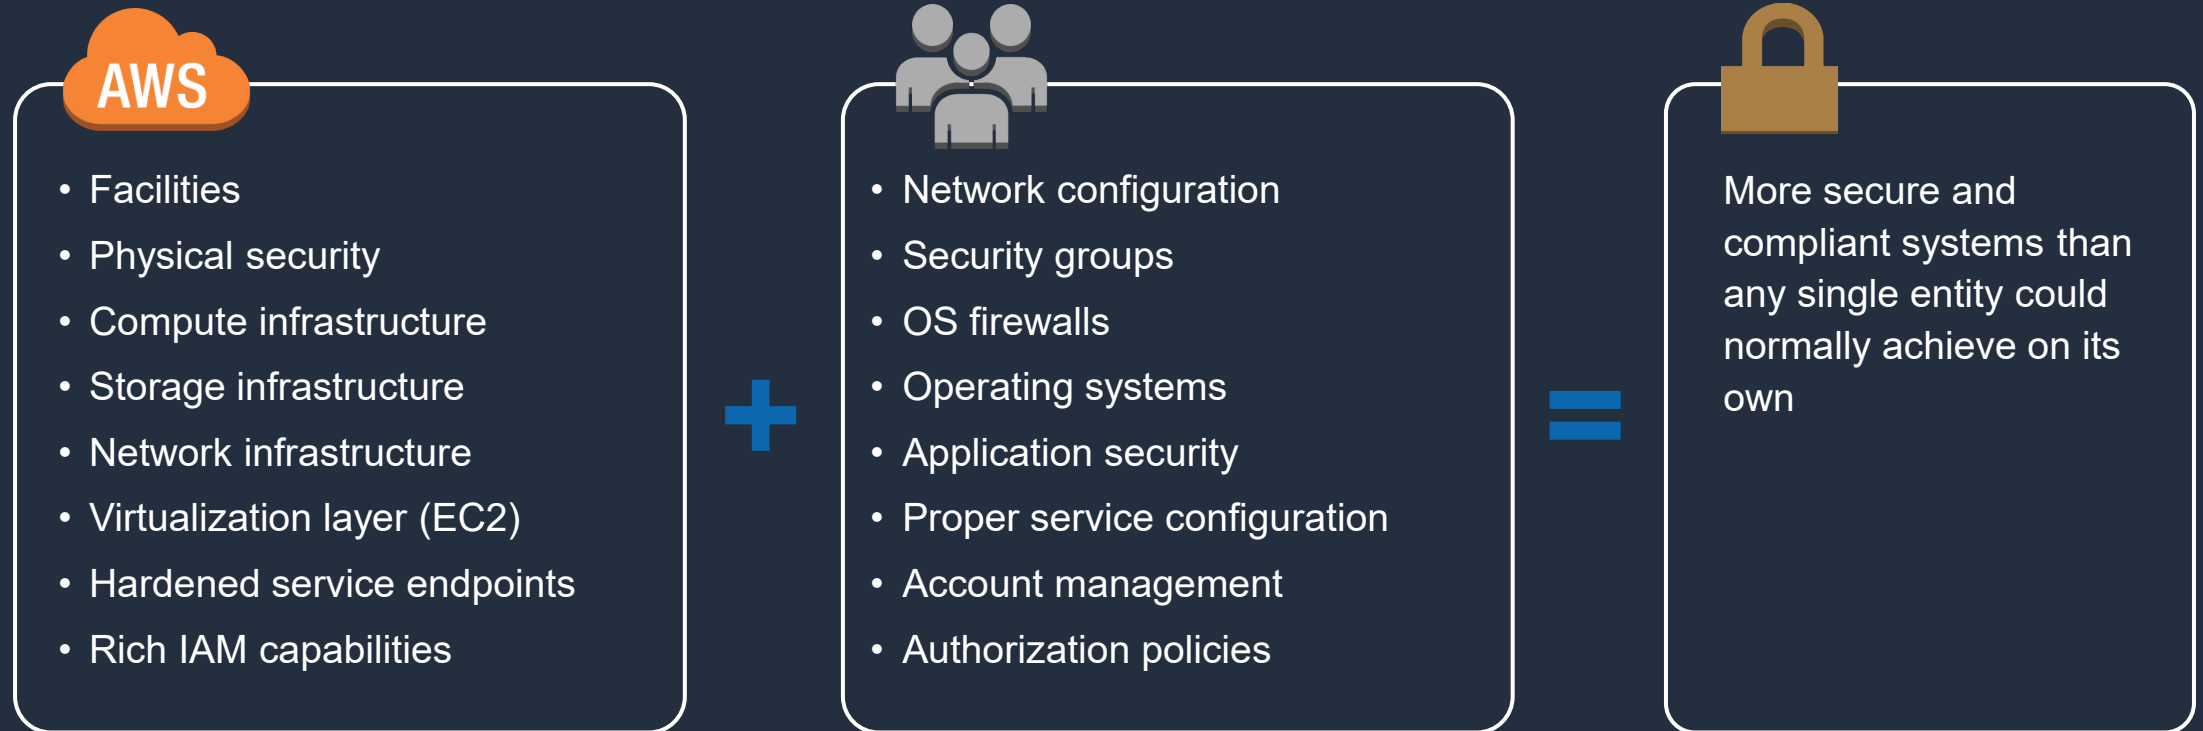 AWS
• Facilities
• Physical security
• Compute infrastructure
• Storage infrastructure
• Network infrastructure
• Virtualization layer (EC2)
• Hardened service endpoints
• Rich IAM capabilities
+
• Network configuration
• Security groups
• OS firewalls
• Operating systems
• Application security
• Proper service configuration
• Account management
• Authorization policies
=
More secure and
compliant systems than
any single entity could
normally achieve on its
own